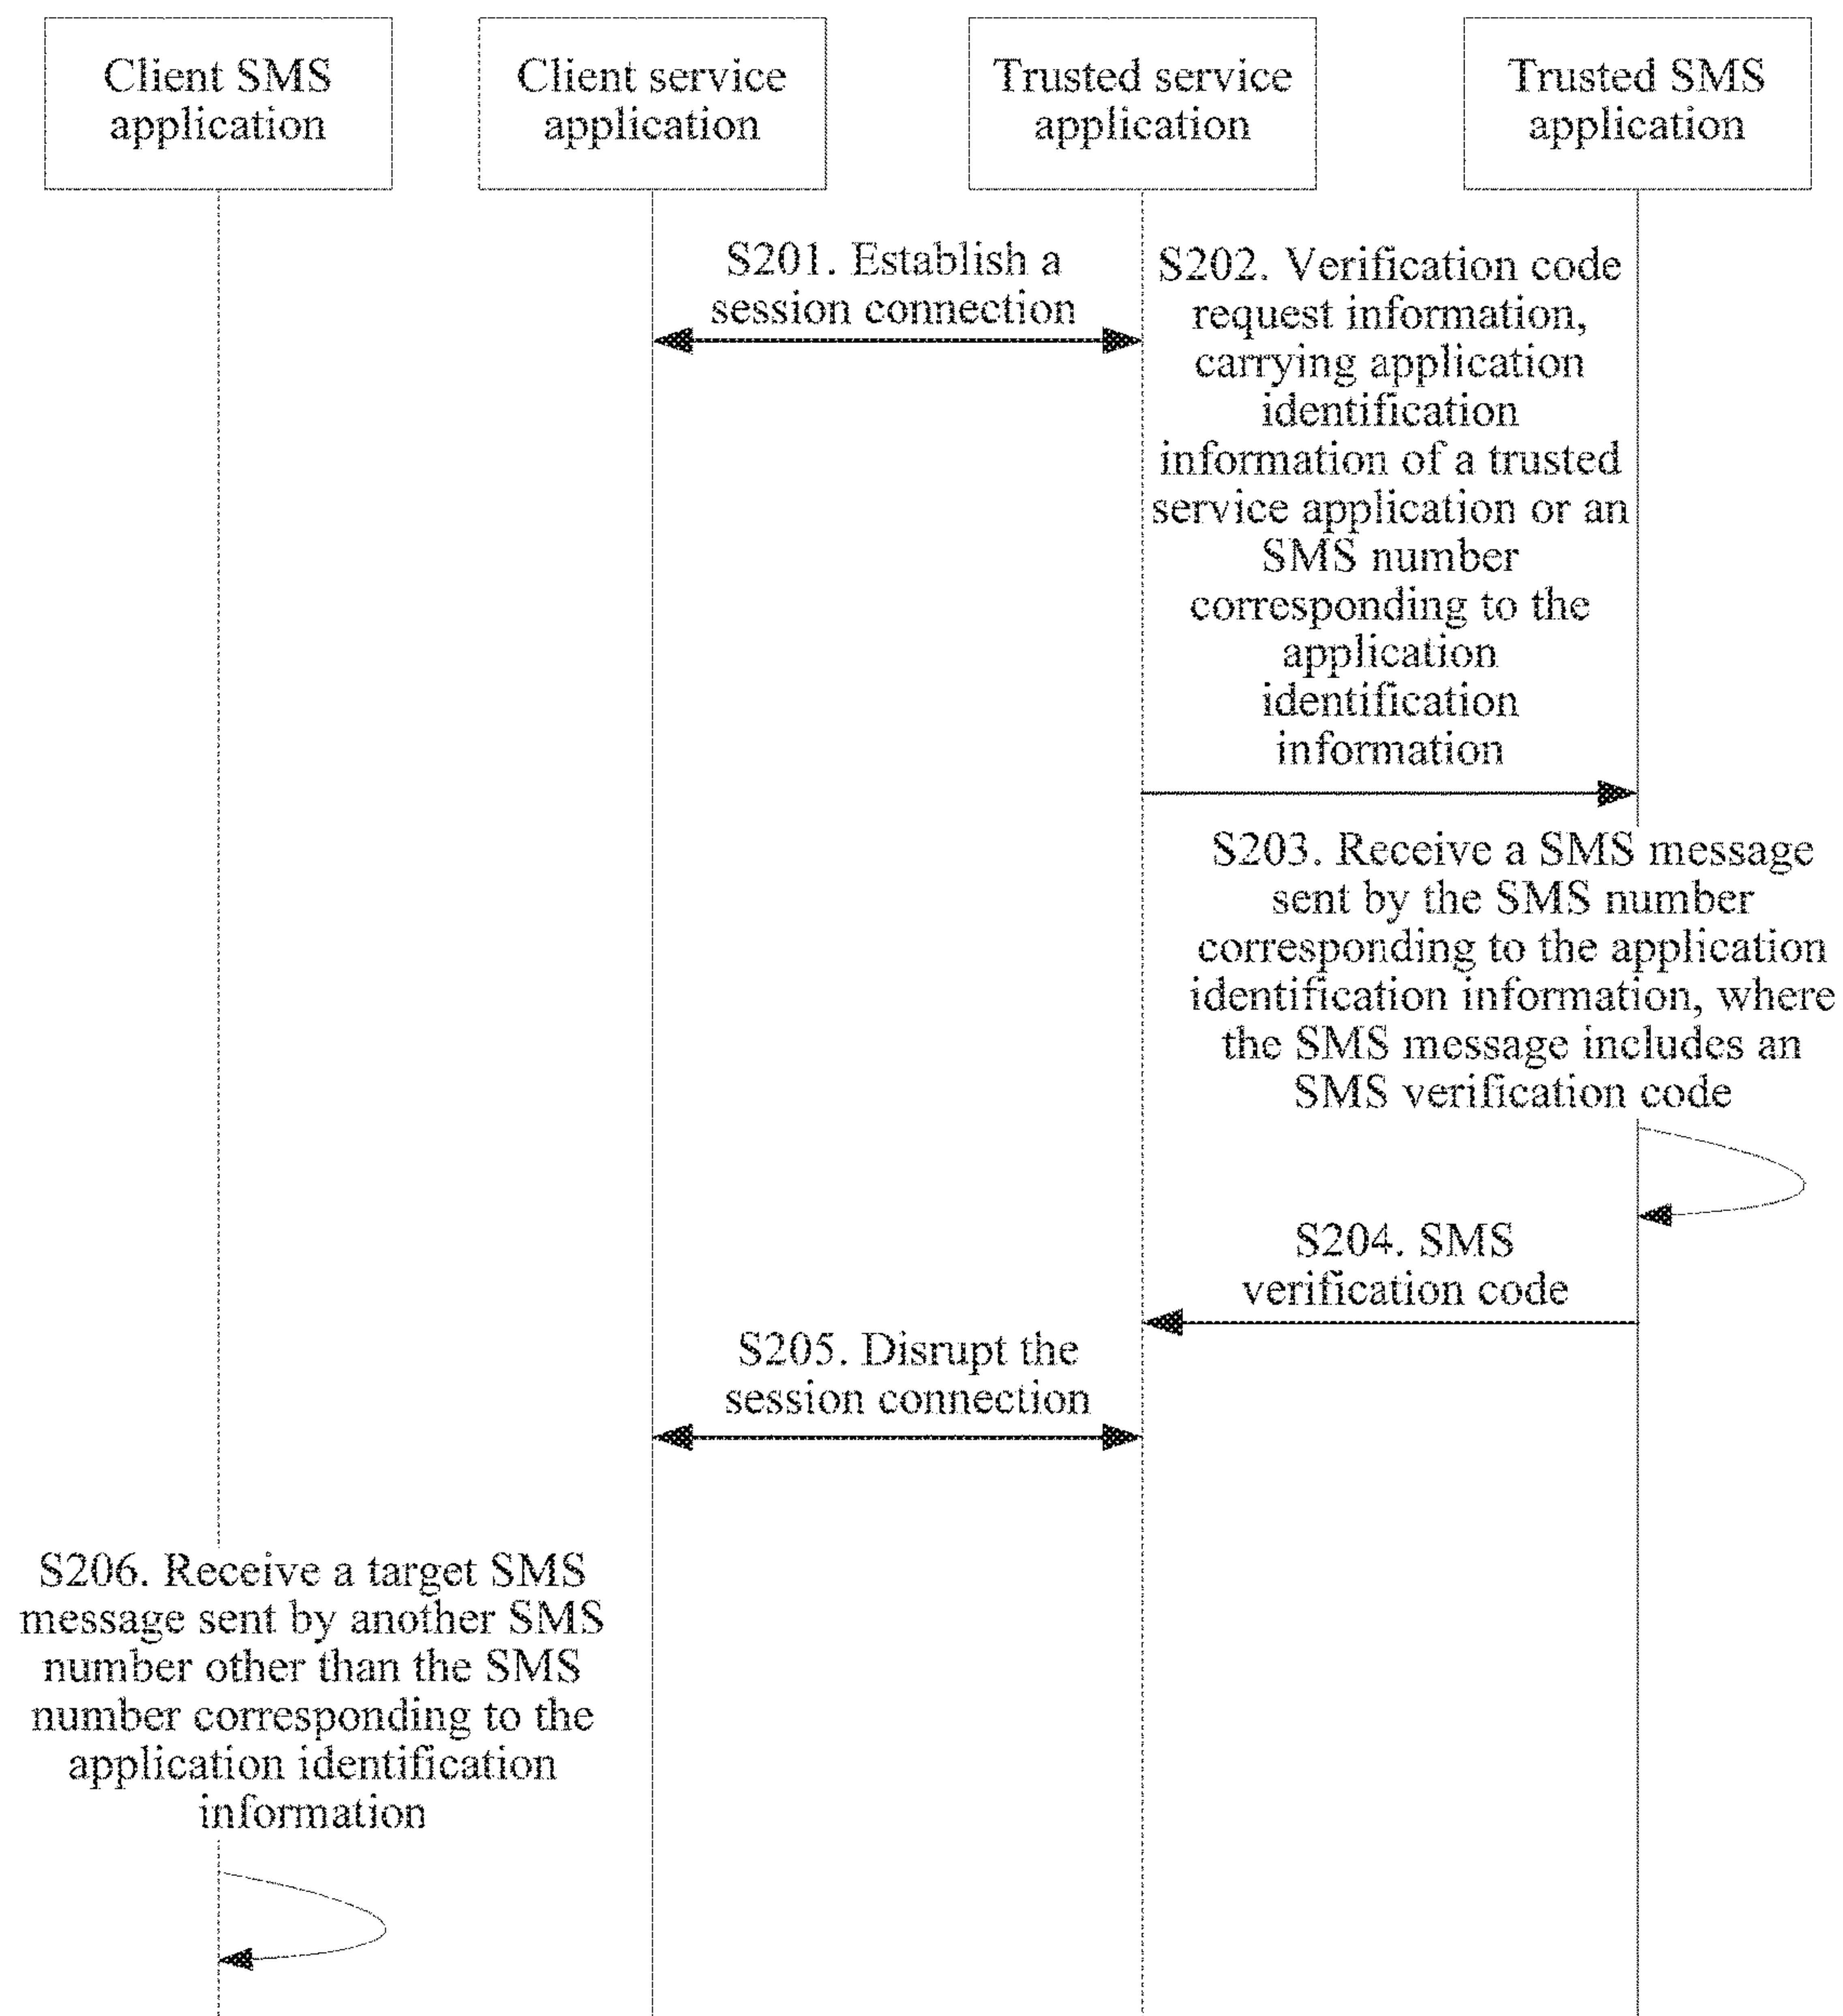 Client SMS
application
Client service
application
Trusted service
application
Trusted SMS
application
S201. Establish a
session connection
S202. Verification code
request information,
carrying application
identification
information of a trusted
service application or an
SMS number
corresponding to the
application
identification
information
S203. Receive a SMS message
sent by the SMS number
corresponding to the application
identification information, where
the SMS message includes an
SMS verification code
S204. SMS
verification code
S205. Disrupt the
session connection
S206. Receive a target SMS
message sent by another SMS
number other than the SMS
number corresponding to the
application identification
information